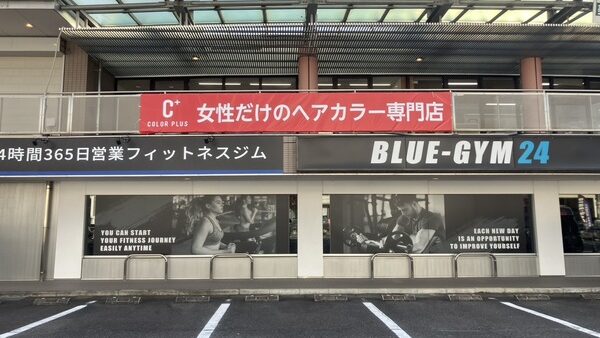 C+
COLOR PLUS
女性だけのヘアカラー専門店
4時間365日営業フィットネスジム
BLUE-GYM 24
YOU CAN START
YOUR FITNESS JOURNEY
EASILY ANYTIME
EACH NEW DAY
IS AN OPPORTUNITY
TO IMPROVE YOURSELF